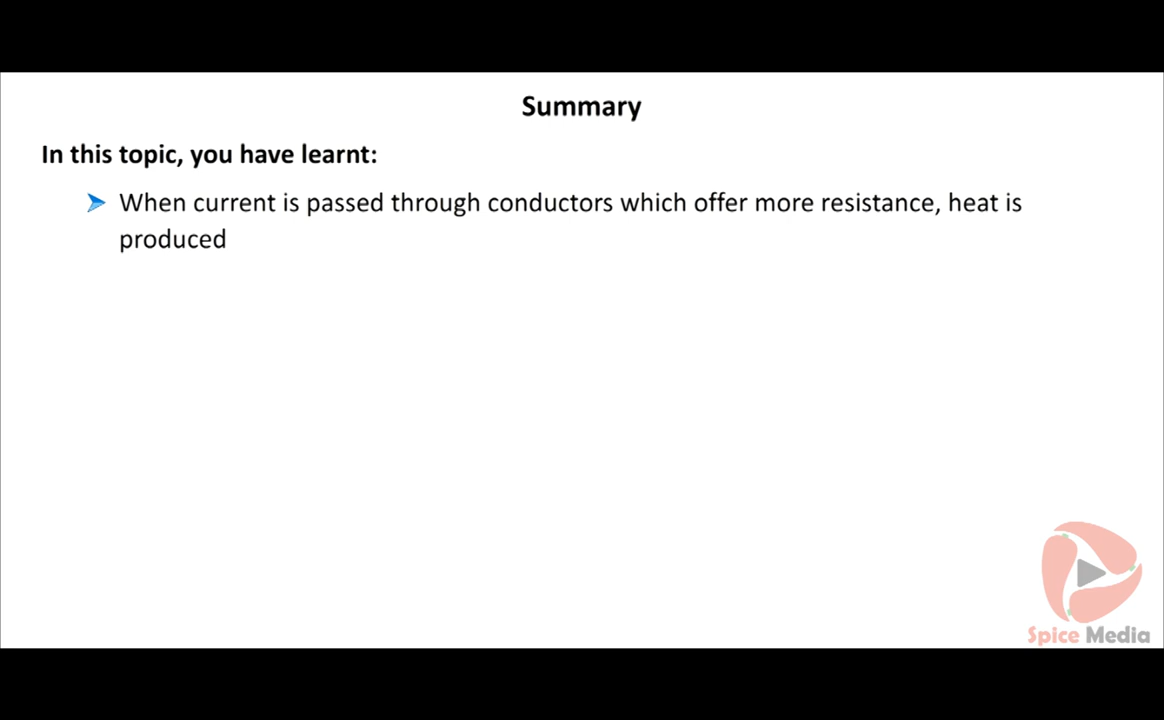 Summary
In this topic, you have learnt:
When current is passed through conductors which offer more resistance, heat is
produced
Spice Media